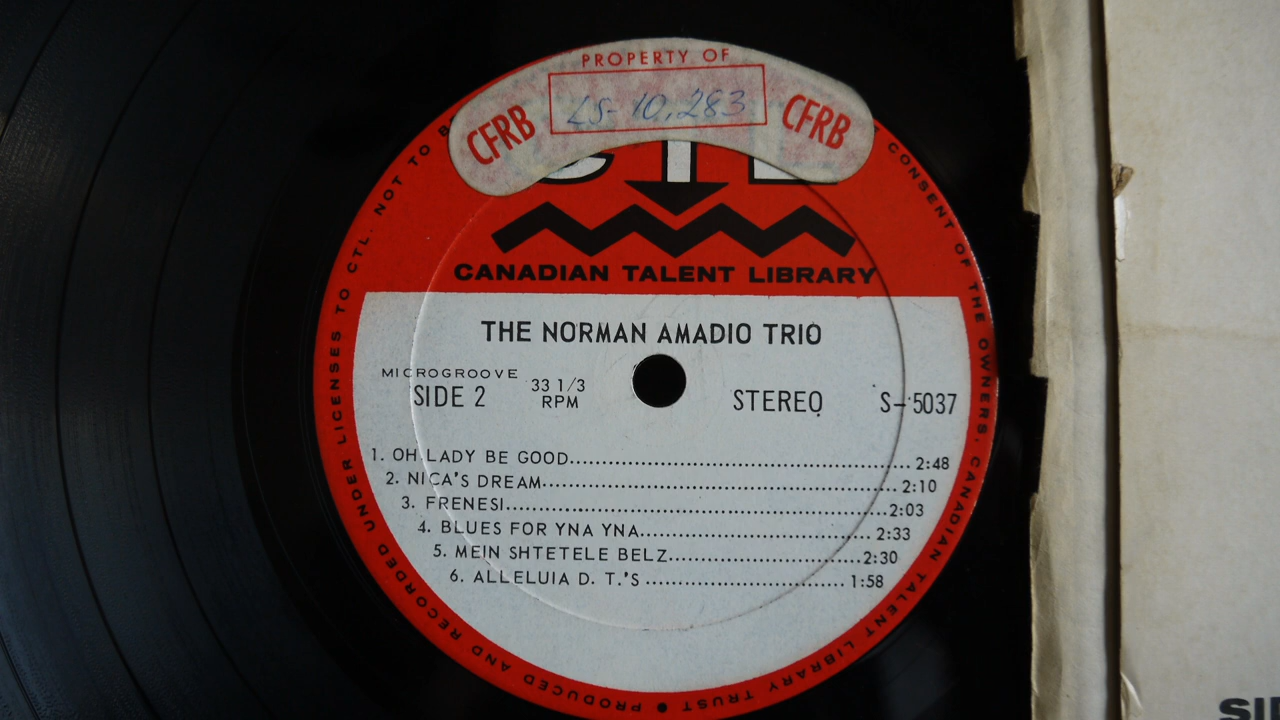 PROPERTY OF
CFRB LS-10,283 CFRB
CTL
CANADIAN TALENT LIBRARY
THE NORMAN AMADIO TRIO
MICROGROOVE
SIDE 2 33 1/3 RPM STEREO S-5037
1. OH LADY BE GOOD 2:48
2. NICA'S DREAM 2:10
3. FRENESI 2:03
4. BLUES FOR YNA YNA 2:33
5. MEIN SHTETELE BELZ 2:30
6. ALLELUIA D. T.'S 1:58
PRODUCED AND RECORDED UNDER LICENSES TO CTL. NOT TO
CONSENT OF THE OWNERS, CANADIAN TALENT LIBRARY TRUST